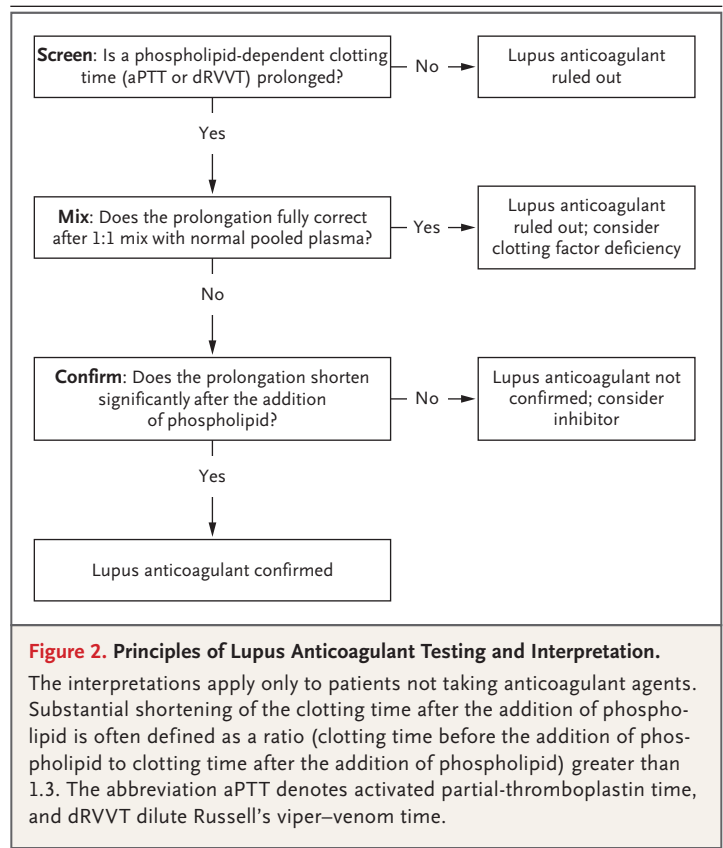 Screen: Is a phospholipid-dependent clotting
time (aPTT or dRVVT) prolonged?
No
Lupus anticoagulant
ruled out
Yes
Mix: Does the prolongation fully correct
after 1:1 mix with normal pooled plasma?
Yes
Lupus anticoagulant
ruled out; consider
clotting factor deficiency
No
Confirm: Does the prolongation shorten
significantly after the addition
of phospholipid?
No
Lupus anticoagulant not
confirmed; consider
inhibitor
Yes
Lupus anticoagulant confirmed
Figure 2. Principles of Lupus Anticoagulant Testing and Interpretation.
The interpretations apply only to patients not taking anticoagulant agents.
Substantial shortening of the clotting time after the addition of phospho-
lipid is often defined as a ratio (clotting time before the addition of phos-
pholipid to clotting time after the addition of phospholipid) greater than
1.3. The abbreviation aPTT denotes activated partial-thromboplastin time,
and dRVVT dilute Russell's viper–venom time.